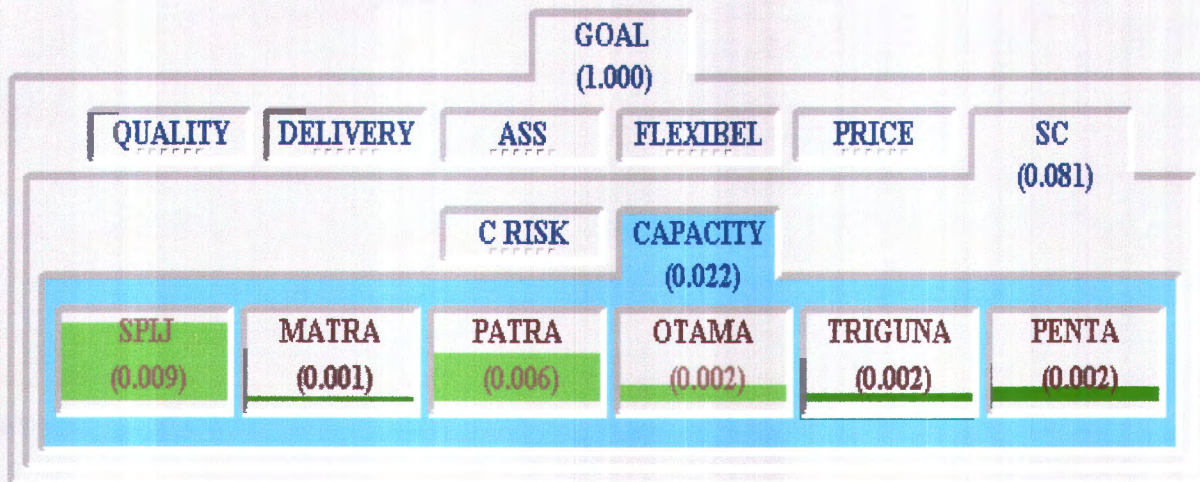 GOAL
(1.000)
QUALITY DELIVERY ASS FLEXIBEL PRICE SC
(0.081)
C RISK CAPACITY
(0.022)
SPIJ MATRA PATRA OTAMA TRIGUNA PENTA
(0.009) (0.001) (0.006) (0.002) (0.002) (0.002)